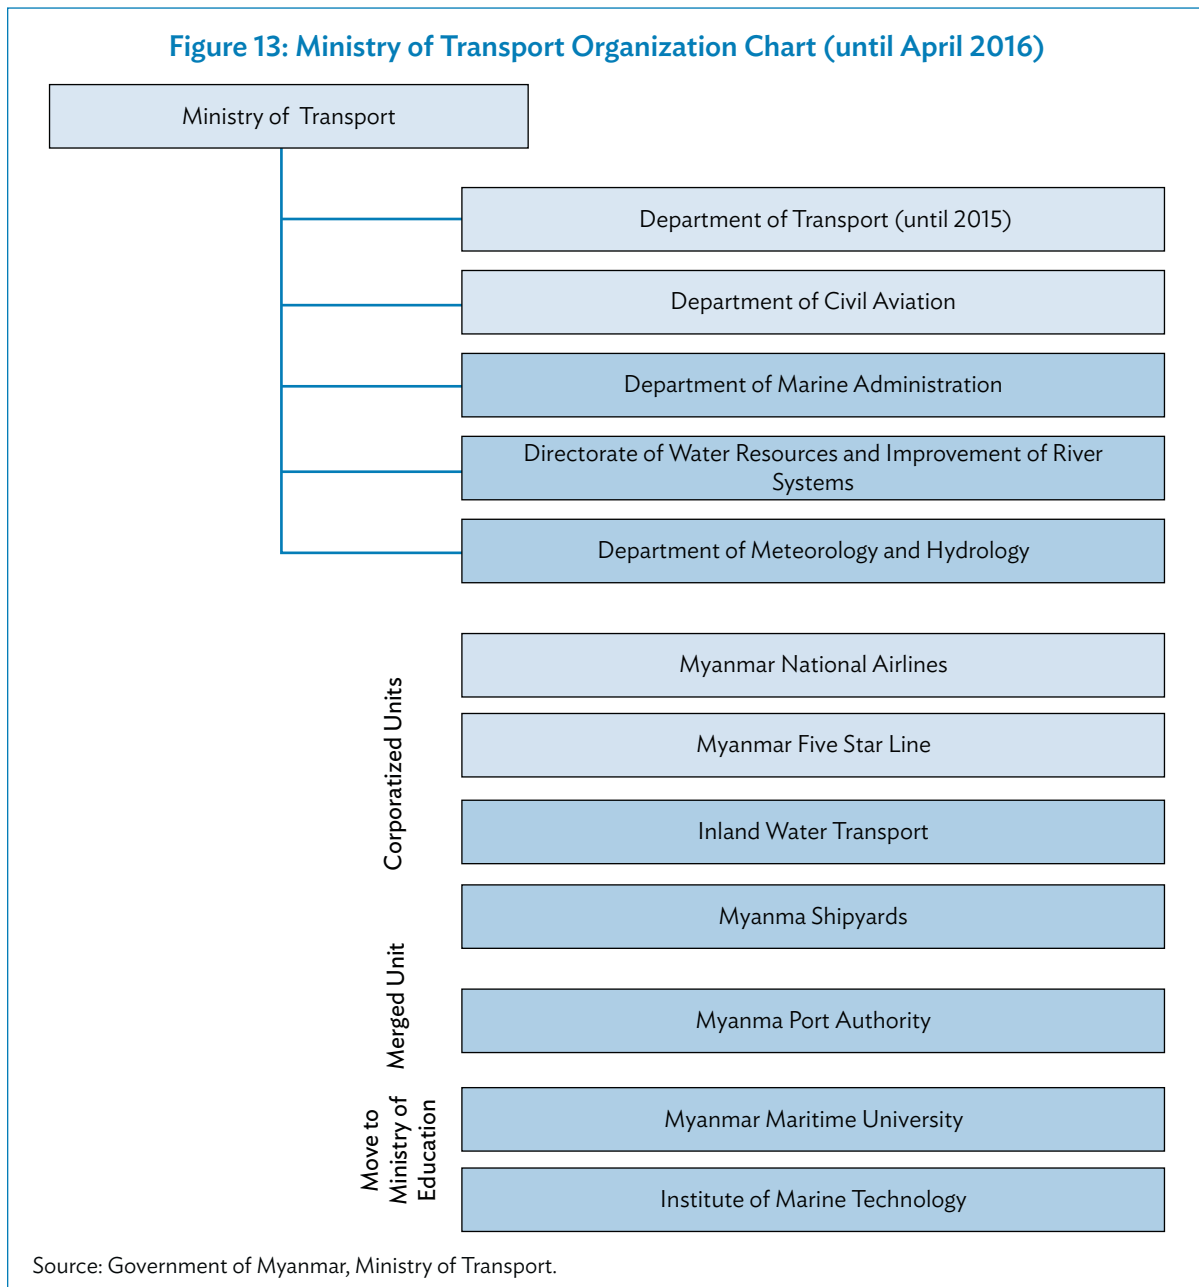 Figure 13: Ministry of Transport Organization Chart (until April 2016)
Ministry of Transport
Department of Transport (until 2015)
Department of Civil Aviation
Department of Marine Administration
Directorate of Water Resources and Improvement of River
Systems
Department of Meteorology and Hydrology
Corporatized Units
Myanmar National Airlines
Myanmar Five Star Line
Inland Water Transport
Myanma Shipyards
Merged Unit
Myanma Port Authority
Move to
Ministry of
Education
Myanmar Maritime University
Institute of Marine Technology
Source: Government of Myanmar, Ministry of Transport.